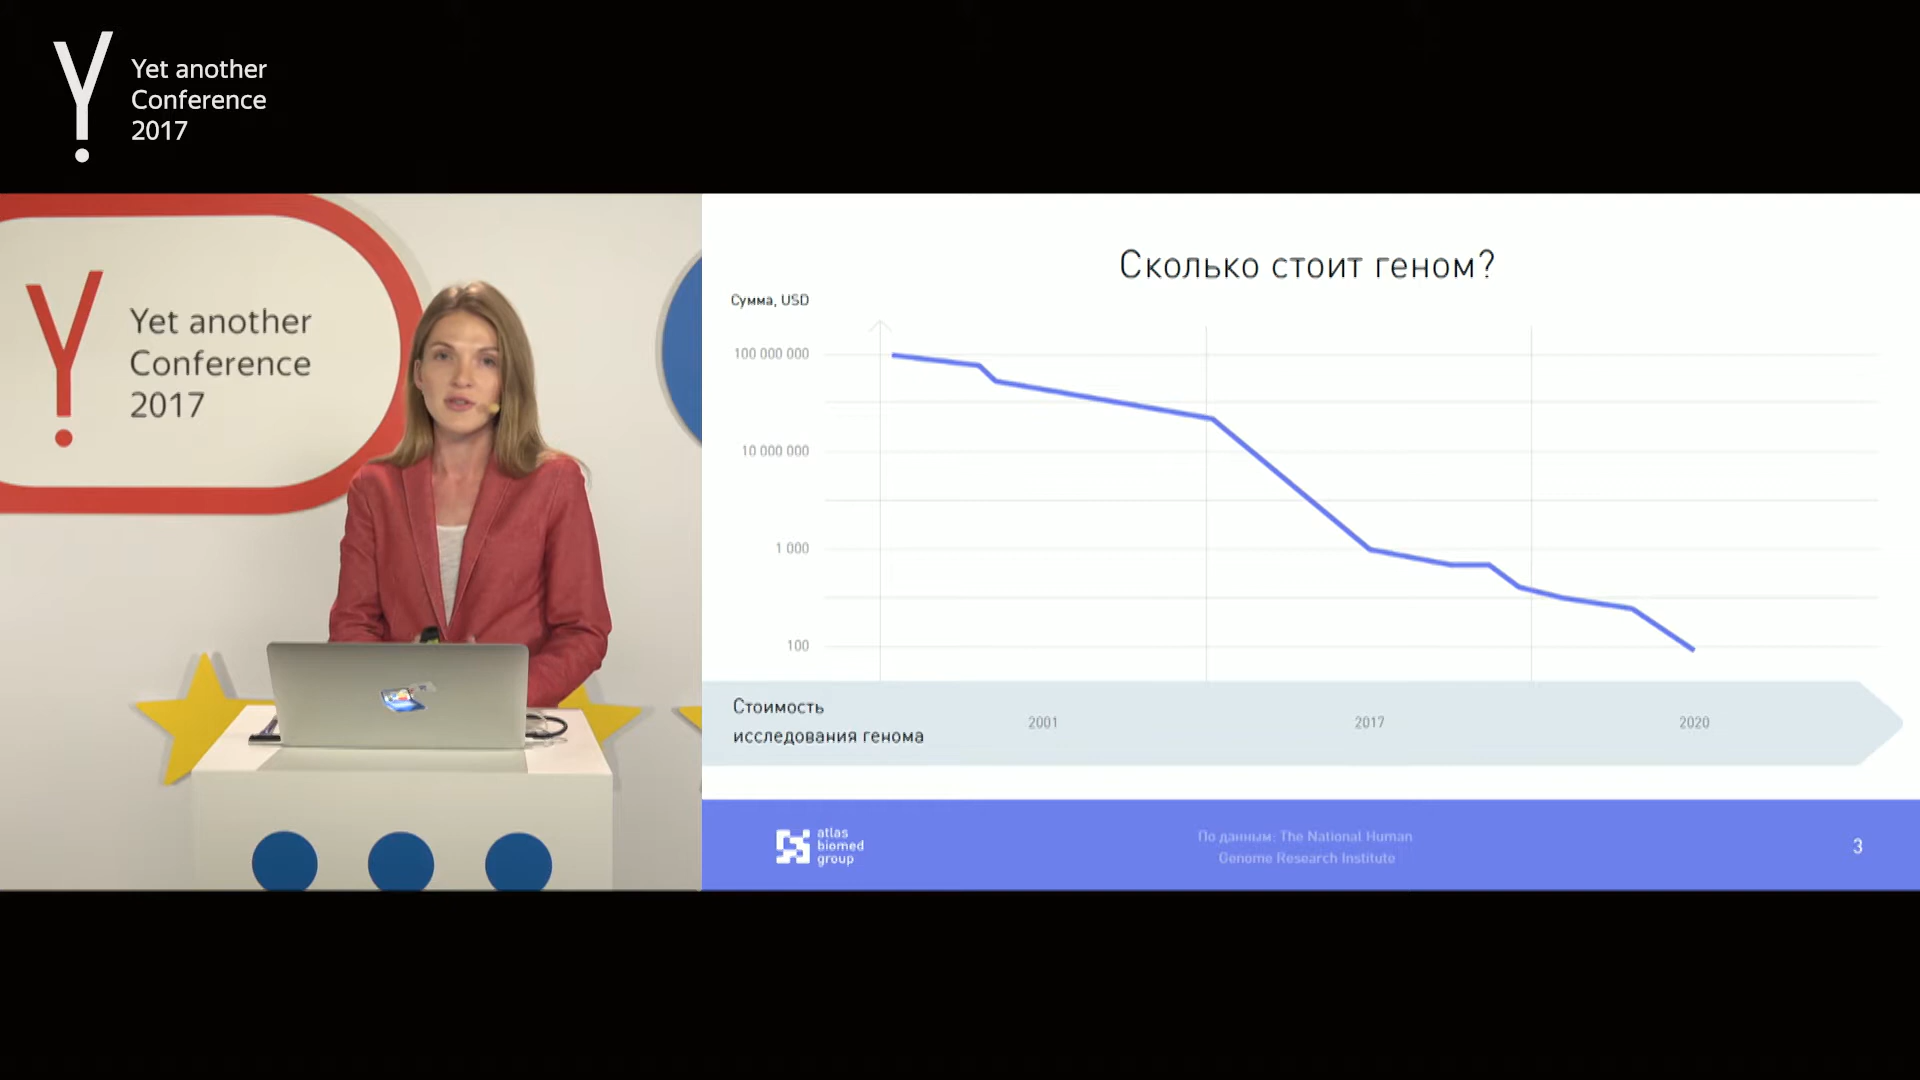 Yet another
Conference
2017
Yet another
Conference
2017
Сколько стоит геном?
Сумма, USD
100 000 000
10 000 000
1 000
100
Стоимость
исследования генома
2001
2017
2020
atlas
biomed
group
По данным: The National Human
Genome Research Institute
3